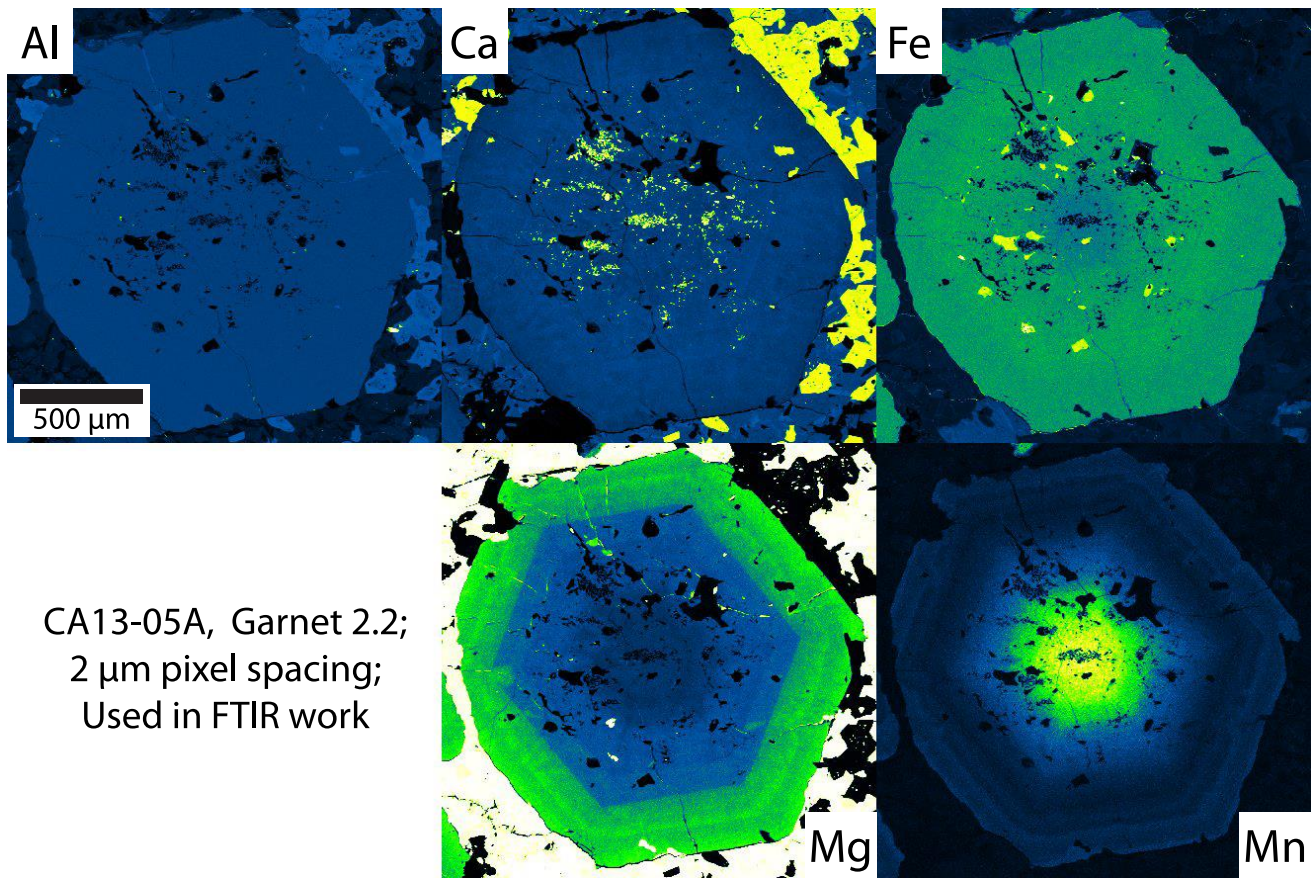 Al
Ca
Fe
500 µm
CA13-05A, Garnet 2.2;
2 µm pixel spacing;
Used in FTIR work
Mg
Mn